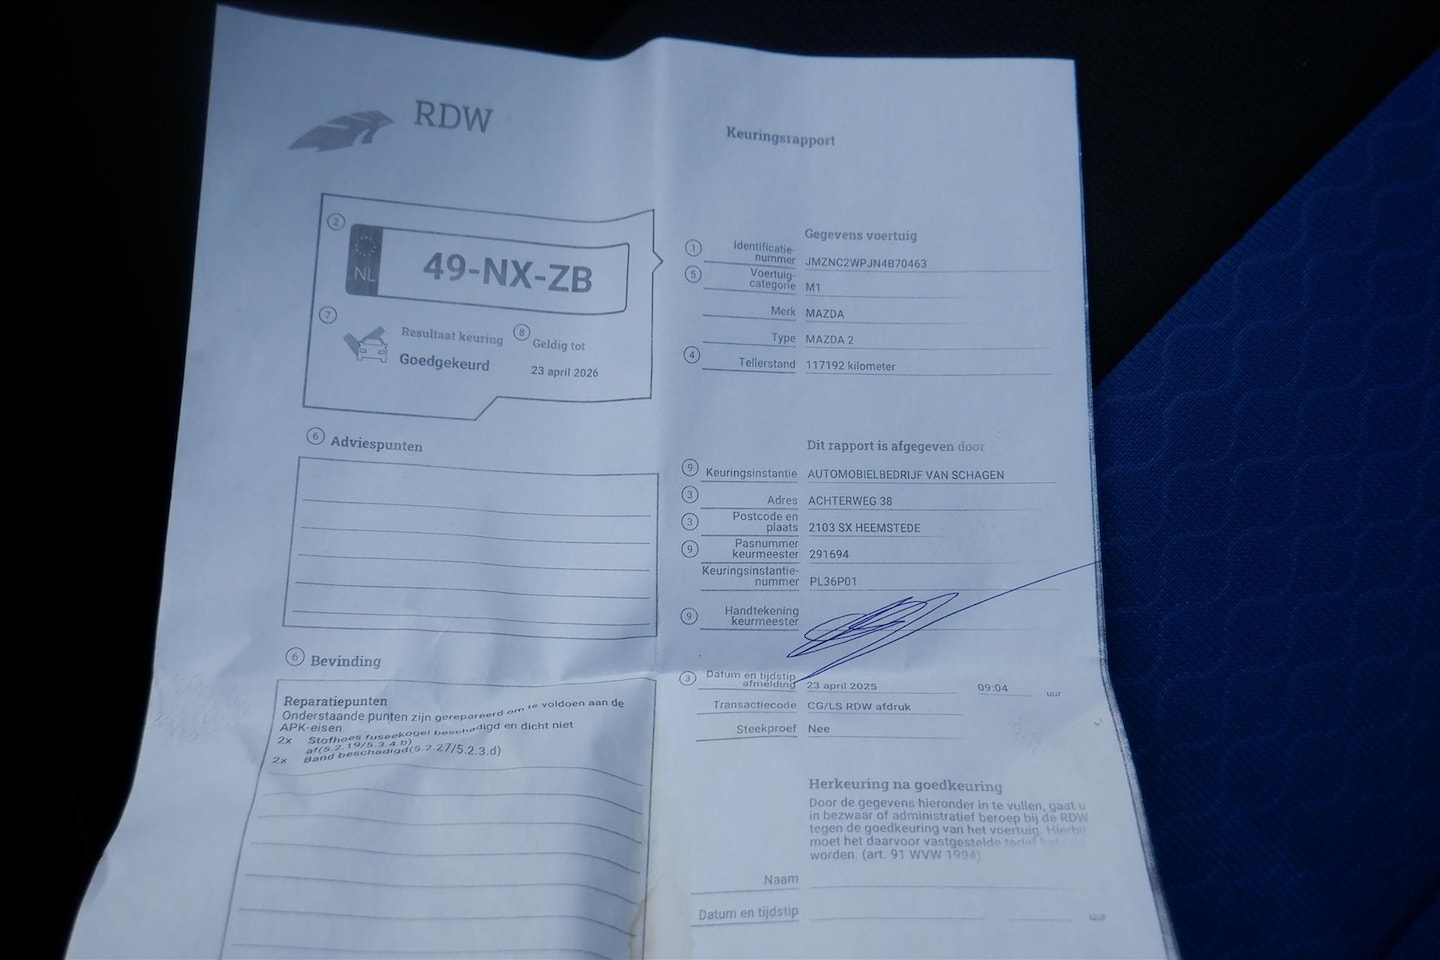 RDW
Keuringsrapport
2
NL
49-NX-ZB
7
Resultaat keuring
Goedgekeurd
8
Geldig tot
23 april 2026
6 Adviespunten
6 Bevinding
Reparatiepunten
Onderstaande punten zijn gerepareerd om te voldoen aan de
APK-eisen.
2x Stofhoes fuseekogel beschadigd en dicht niet
af(5.2.19/5.3.4.b)
2x Band beschadigd(5.2.27/5.2.3.d)
Gegevens voertuig
1 Identificatie-
nummer JMZNC2WPJN4B70463
5 Voertuig-
categorie M1
Merk MAZDA
Type MAZDA 2
4 Tellerstand 117192 kilometer
Dit rapport is afgegeven door
9 Keuringsinstantie AUTOMOBIELBEDRIJF VAN SCHAGEN
3 Adres ACHTERWEG 38
3 Postcode en
plaats 2103 SX HEEMSTEDE
9 Pasnummer
keurmeester 291694
Keuringsinstantie-
nummer PL36P01
9 Handtekening
keurmeester
3 Datum en tijdstip
afmelding 23 april 2025 09:04 uur
Transactiecode CG/LS RDW afdruk
Steekproef Nee
Herkeuring na goedkeuring
Door de gegevens hieronder in te vullen, gaat u
in bezwaar of administratief beroep bij de RDW
tegen de goedkeuring van het voertuig. Hierbij
moet het daarvoor vastgestelde tarief
worden. (art. 91 WVW 1994)
Naam
Datum en tijdstip uur